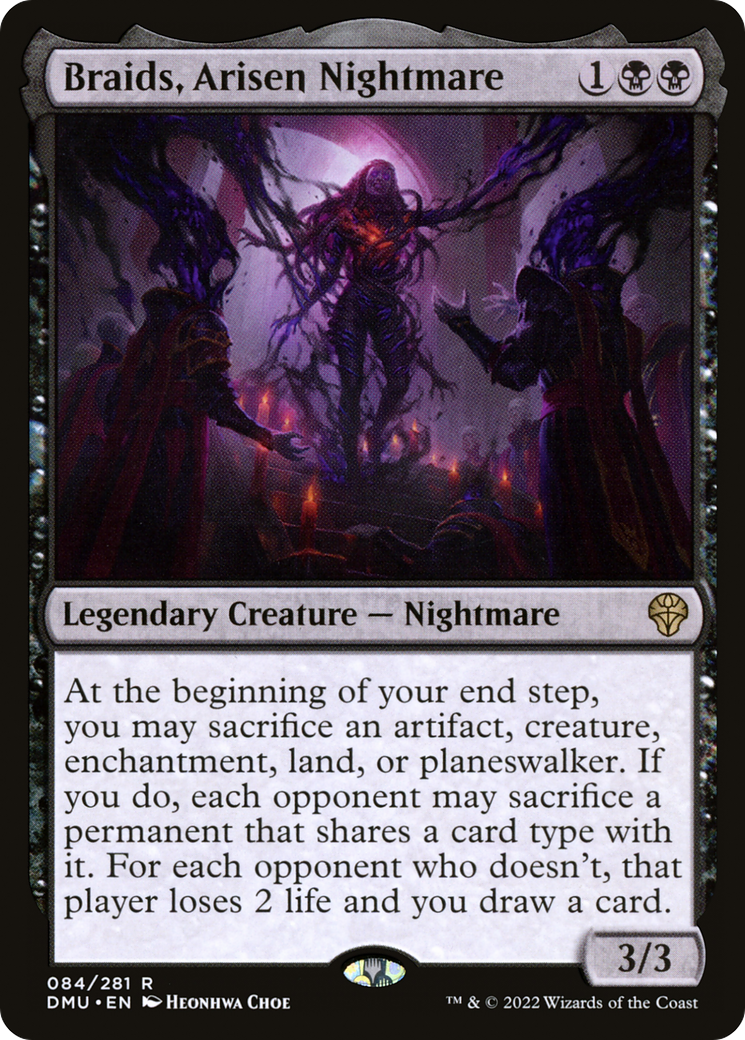 Braids, Arisen Nightmare 1
Legendary Creature — Nightmare
At the beginning of your end step,
you may sacrifice an artifact, creature,
enchantment, land, or planeswalker. If
you do, each opponent may sacrifice a
permanent that shares a card type with
it. For each opponent who doesn't, that
player loses 2 life and you draw a card.
3/3
084/281 R
DMU • EN Heonhwa Choe
™ & © 2022 Wizards of the Coast